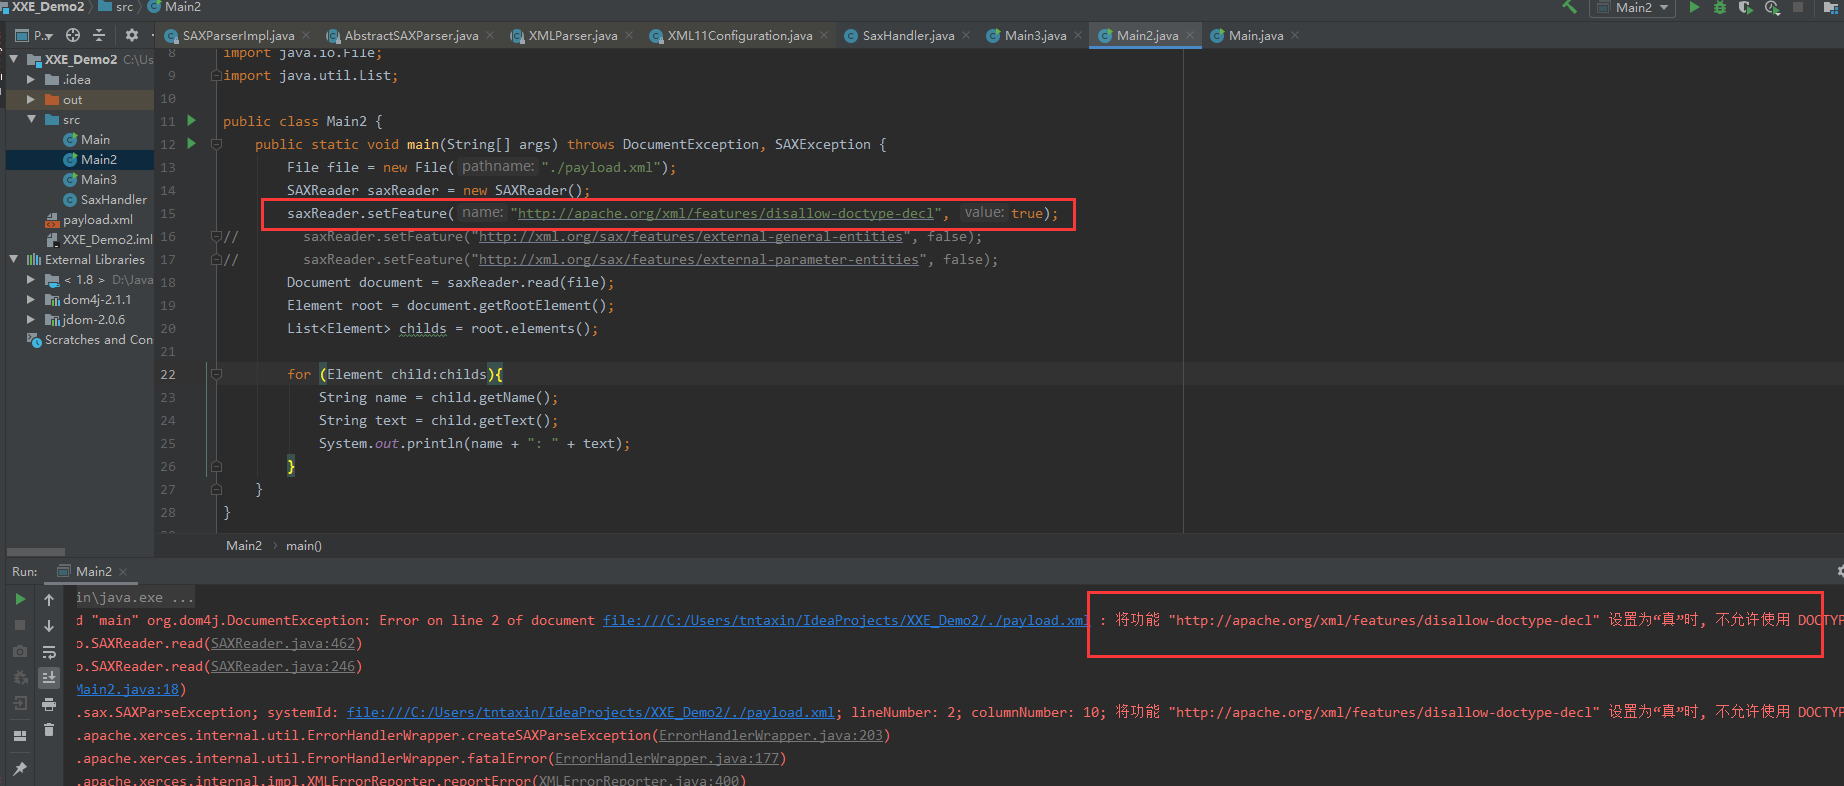 XXE_Demo2 > src > Main2
Main2
P..
SAXParserImpl.java
AbstractSAXParser.java
XMLParser.java
XML11Configuration.java
SaxHandler.java
Main3.java
Main2.java
Main.java
XXE_Demo2 C:\Us
.idea
out
src
Main
Main2
Main3
SaxHandler
payload.xml
XXE_Demo2.iml
External Libraries
< 1.8 > D:\Java
dom4j-2.1.1
jdom-2.0.6
Scratches and Con
8 import java.io.File;
9 import java.util.List;
10
11 public class Main2 {
12 public static void main(String[] args) throws DocumentException, SAXException {
13 File file = new File( pathname: "./payload.xml");
14 SAXReader saxReader = new SAXReader();
15 saxReader.setFeature( name: "http://apache.org/xml/features/disallow-doctype-decl", value: true);
16 // saxReader.setFeature("http://xml.org/sax/features/external-general-entities", false);
17 // saxReader.setFeature("http://xml.org/sax/features/external-parameter-entities", false);
18 Document document = saxReader.read(file);
19 Element root = document.getRootElement();
20 List<Element> childs = root.elements();
21
22 for (Element child:childs){
23 String name = child.getName();
24 String text = child.getText();
25 System.out.println(name + ": " + text);
26 }
27 }
28 }
Main2 > main()
Run: Main2
in\java.exe ...
d "main" org.dom4j.DocumentException: Error on line 2 of document file:///C:/Users/tntaxin/IdeaProjects/XXE_Demo2/./payload.xml : 将功能 "http://apache.org/xml/features/disallow-doctype-decl" 设置为“真”时, 不允许使用 DOCTYP
o.SAXReader.read(SAXReader.java:462)
o.SAXReader.read(SAXReader.java:246)
Main2.java:18)
.sax.SAXParseException; systemId: file:///C:/Users/tntaxin/IdeaProjects/XXE_Demo2/./payload.xml; lineNumber: 2; columnNumber: 10; 将功能 "http://apache.org/xml/features/disallow-doctype-decl" 设置为“真”时, 不允许使用 DOCTYP
.apache.xerces.internal.util.ErrorHandlerWrapper.createSAXParseException(ErrorHandlerWrapper.java:203)
.apache.xerces.internal.util.ErrorHandlerWrapper.fatalError(ErrorHandlerWrapper.java:177)
.apache.xerces.internal.impl.XMLErrorReporter.reportError(XMLErrorReporter.java:400)